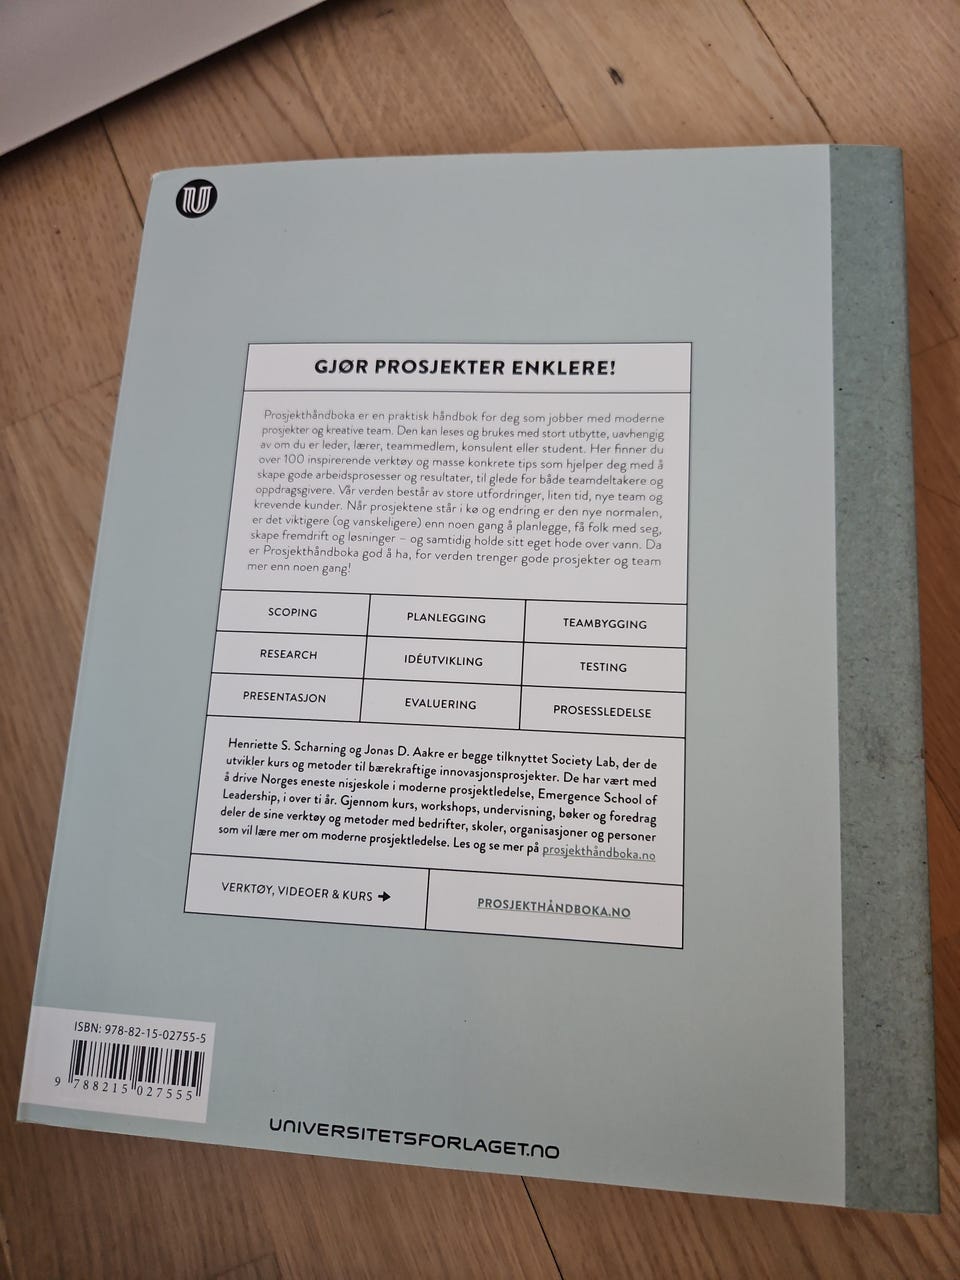 U
GJØR PROSJEKTER ENKLERE!
Prosjekthåndboka er en praktisk håndbok for deg som jobber med moderne
prosjekter og kreative team. Den kan leses og brukes med stort utbytte, uavhengig
av om du er leder, lærer, teammedlem, konsulent eller student. Her finner du
over 100 inspirerende verktøy og masse konkrete tips som hjelper deg med å
skape gode arbeidsprosesser og resultater, til glede for både teamdeltakere og
oppdragsgivere. Vår verden består av store utfordringer, liten tid, nye team og
krevende kunder. Når prosjektene står i kø og endring er den nye normalen,
er det viktigere (og vanskeligere) enn noen gang å planlegge, få folk med seg,
skape fremdrift og løsninger – og samtidig holde sitt eget hode over vann. Da
er Prosjekthåndboka god å ha, for verden trenger gode prosjekter og team
mer enn noen gang!
SCOPING PLANLEGGING TEAMBYGGING
RESEARCH IDÉUTVIKLING TESTING
PRESENTASJON EVALUERING PROSESSLEDELSE
Henriette S. Scharning og Jonas D. Aakre er begge tilknyttet Society Lab, der de
utvikler kurs og metoder til bærekraftige innovasjonsprosjekter. De har vært med
å drive Norges eneste nisjeskole i moderne prosjektledelse, Emergence School of
Leadership, i over ti år. Gjennom kurs, workshops, undervisning, bøker og foredrag
deler de sine verktøy og metoder med bedrifter, skoler, organisasjoner og personer
som vil lære mer om moderne prosjektledelse. Les og se mer på prosjekthåndboka.no
VERKTØY, VIDEOER & KURS → PROSJEKTHÅNDBOKA.NO
ISBN: 978-82-15-02755-5
9 788215 027555
UNIVERSITETSFORLAGET.NO